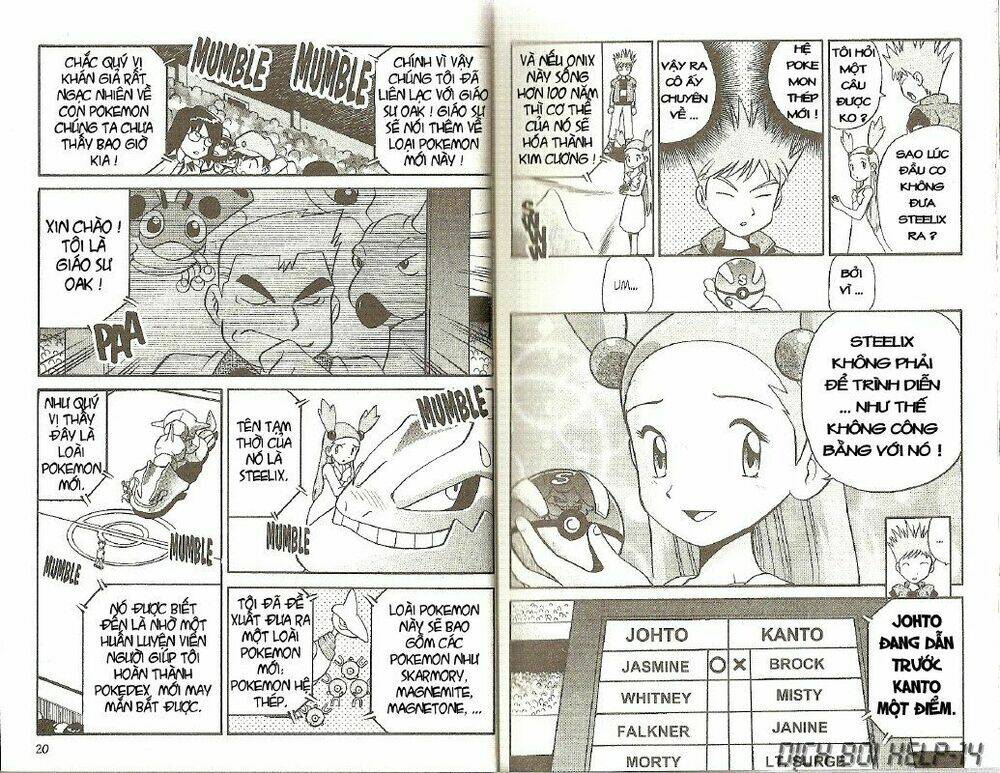 CHẮC QUÝ VỊ
KHÁN GIẢ RẤT
NGẠC NHIÊN VỀ
CON POKEMON
CHÚNG TA CHƯA
THẤY BAO GIỜ
KIA !
MUMBLE
MUMBLE
CHÍNH VÌ VẬY
CHÚNG TÔI ĐÃ
LIÊN LẠC VỚI GIÁO
SƯ OAK ! GIÁO SƯ
SẼ NÓI THÊM VỀ
LOẠI POKEMON
MỚI NÀY !
XIN CHÀO !
TÔI LÀ
GIÁO SƯ
OAK !
PAA
NHƯ QUÝ
VỊ THẤY
ĐÂY LÀ
LOÀI
POKEMON
MỚI.
MUMBLE
MUMBLE
TÊN TẠM
THỜI CỦA
NÓ LÀ
STEELIX.
MUMBLE
MUMBLE
NÓ ĐƯỢC BIẾT
ĐẾN LÀ NHỜ MỘT
HUẤN LUYỆN VIÊN
NGƯỜI GIÚP TÔI
HOÀN THÀNH
POKEDEX, MỚI MAY
MẮN BẮT ĐƯỢC.
TÔI ĐÃ ĐỀ
XUẤT ĐƯA RA
MỘT LOÀI
POKEMON
MỚI:
POKEMON HỆ
THÉP.
LOÀI POKEMON
NÀY SẼ BAO
GỒM CÁC
POKEMON NHƯ
SKARMORY,
MAGNEMITE,
MAGNETONE, ...
20
VÀ NẾU ONIX
NÀY SỐNG
HƠN 100 NĂM
THÌ CƠ THỂ
CỦA NÓ SẼ
HÓA THÀNH
KIM CƯƠNG !
SWWW
VẬY RA
CÔ ẤY
CHUYÊN
VỀ ...
HỆ
POKE
MON
THÉP
MỚI !
TÔI HỎI
MỘT
CÂU
ĐƯỢC
KO ?
SAO LÚC
ĐẦU CO
KHÔNG
ĐƯA
STEELIX
RA ?
UM...
BỞI
VÌ ...
STEELIX
KHÔNG PHẢI
ĐỂ TRÌNH DIỄN
... NHƯ THẾ
KHÔNG CÔNG
BẰNG VỚI NÓ !
...
JOHTO KANTO
JASMINE O X BROCK
WHITNEY MISTY
FALKNER JANINE
MORTY LT. SURGE
JOHTO
ĐANG DẪN
TRƯỚC
KANTO
MỘT ĐIỂM.
DICH BOI KELP-14